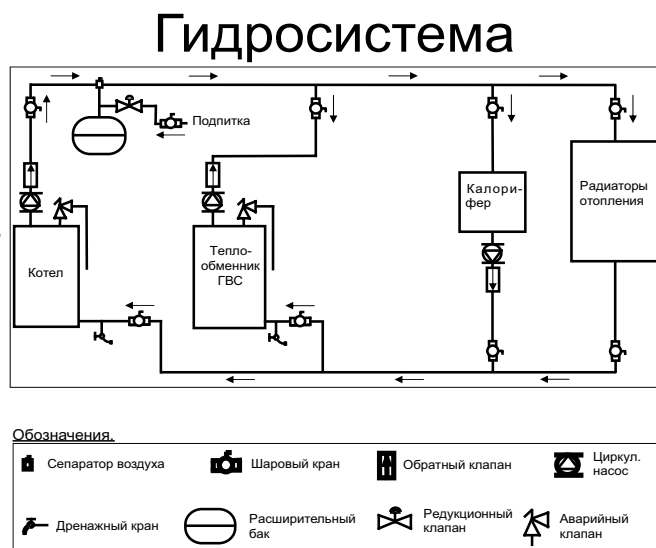 Гидросистема
Подпитка
Калори-
фер
Радиаторы
отопления
Котел
Тепло-
обменник
ГВС
Обозначения.
Сепаратор воздуха
Шаровый кран
Обратный клапан
Циркул.
насос
Дренажный кран
Расширительный
бак
Редукционный
клапан
Аварийный
клапан